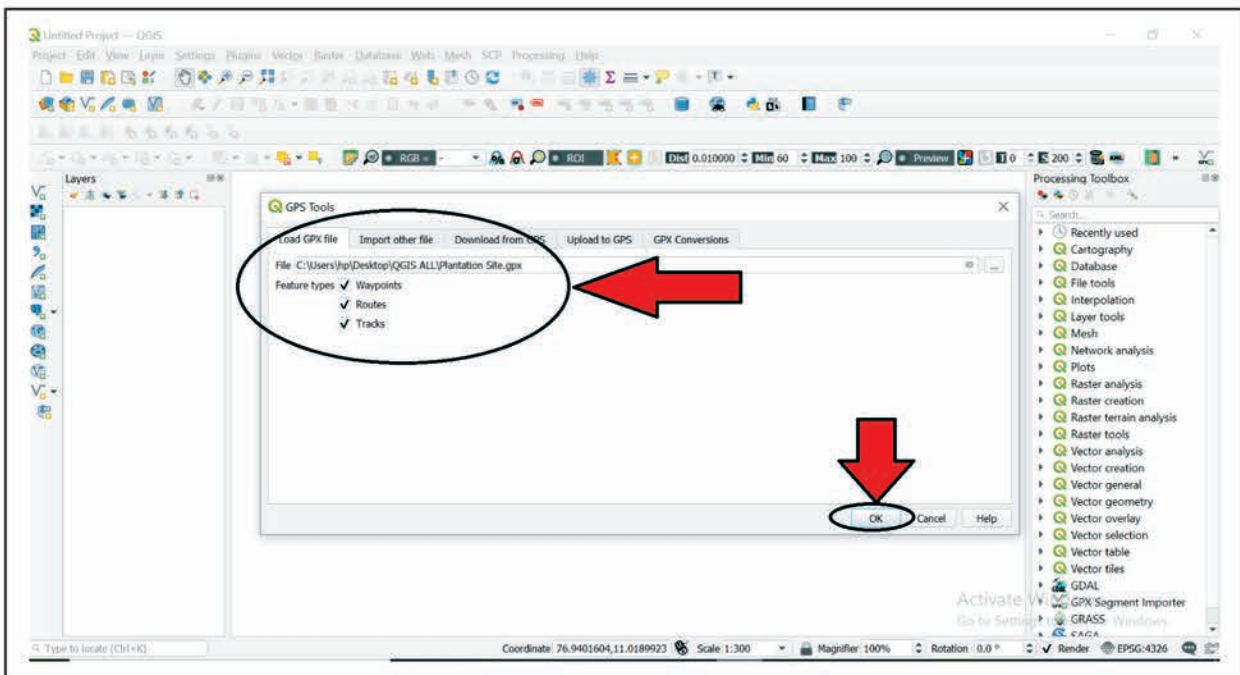 Untitled Project — QGIS
Project Edit View Layer Settings Plugins Vector Raster Database Web Mesh SCP Processing Help
RGB = -
ROI
Dist 0.010000
Min 60
Max 100
Preview
T 0
S 200
Layers
GPS Tools
Load GPX file
Import other file
Download from GPS
Upload to GPS
GPX Conversions
File C:\Users\hp\Desktop\QGIS ALL\Plantation Site.gpx
Feature types Waypoints
Routes
Tracks
OK
Cancel
Help
Processing Toolbox
Search...
Recently used
Cartography
Database
File tools
Interpolation
Layer tools
Mesh
Network analysis
Plots
Raster analysis
Raster creation
Raster terrain analysis
Raster tools
Vector analysis
Vector creation
Vector general
Vector geometry
Vector overlay
Vector selection
Vector table
Vector tiles
GDAL
GPX Segment Importer
GRASS
SAGA
Activate
Go to Windows
Type to locate (Ctrl+K)
Coordinate 76.9401604,11.0189923
Scale 1:300
Magnifier 100%
Rotation 0.0 °
Render
EPSG:4326